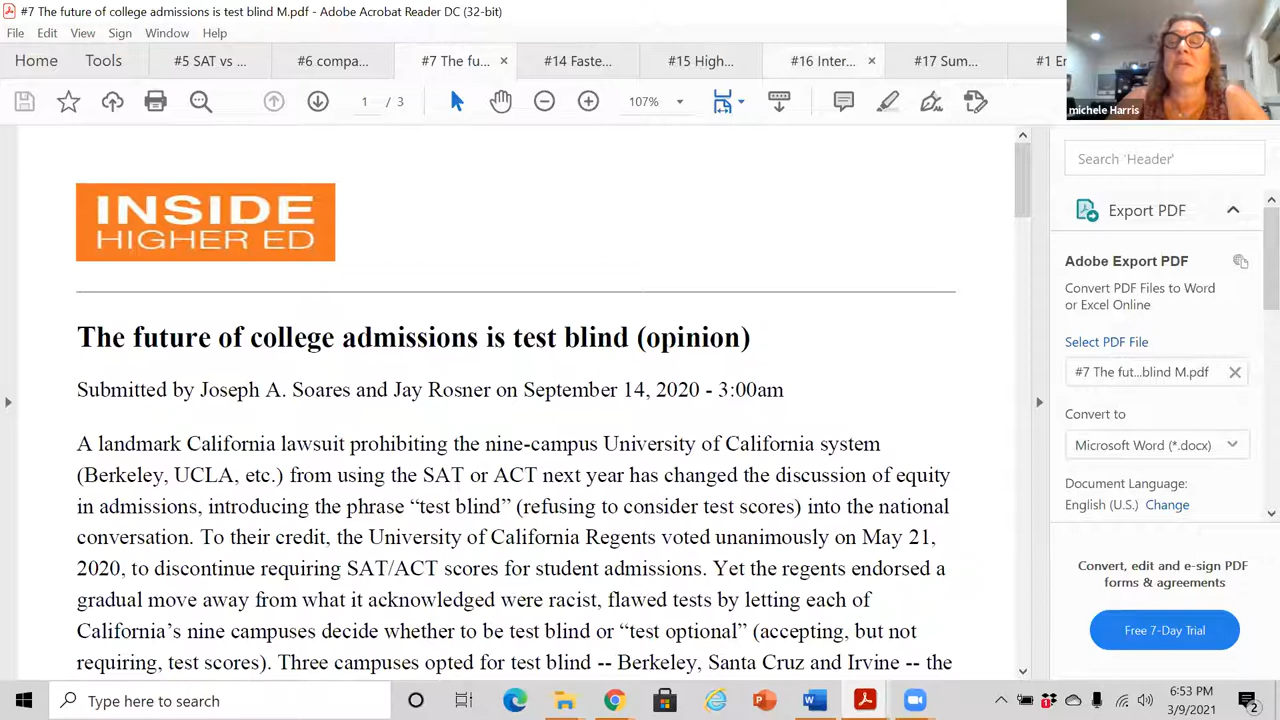 #7 The future of college admissions is test blind M.pdf - Adobe Acrobat Reader DC (32-bit)
File Edit View Sign Window Help
Home Tools #5 SAT vs ... #6 compa... #7 The fu... #14 Faste... #15 High... #16 Inter... #17 Sum... #1 E
1 / 3 107%
michele Harris
Search 'Header'
INSIDE
HIGHER ED
The future of college admissions is test blind (opinion)
Submitted by Joseph A. Soares and Jay Rosner on September 14, 2020 - 3:00am
A landmark California lawsuit prohibiting the nine-campus University of California system
(Berkeley, UCLA, etc.) from using the SAT or ACT next year has changed the discussion of equity
in admissions, introducing the phrase “test blind” (refusing to consider test scores) into the national
conversation. To their credit, the University of California Regents voted unanimously on May 21,
2020, to discontinue requiring SAT/ACT scores for student admissions. Yet the regents endorsed a
gradual move away from what it acknowledged were racist, flawed tests by letting each of
California’s nine campuses decide whether to be test blind or “test optional” (accepting, but not
requiring, test scores). Three campuses opted for test blind -- Berkeley, Santa Cruz and Irvine -- the
Export PDF
Adobe Export PDF
Convert PDF Files to Word
or Excel Online
Select PDF File
#7 The fut...blind M.pdf
Convert to
Microsoft Word (*.docx)
Document Language:
English (U.S.) Change
Convert, edit and e-sign PDF
forms & agreements
Free 7-Day Trial
Type here to search
6:53 PM
3/9/2021
2